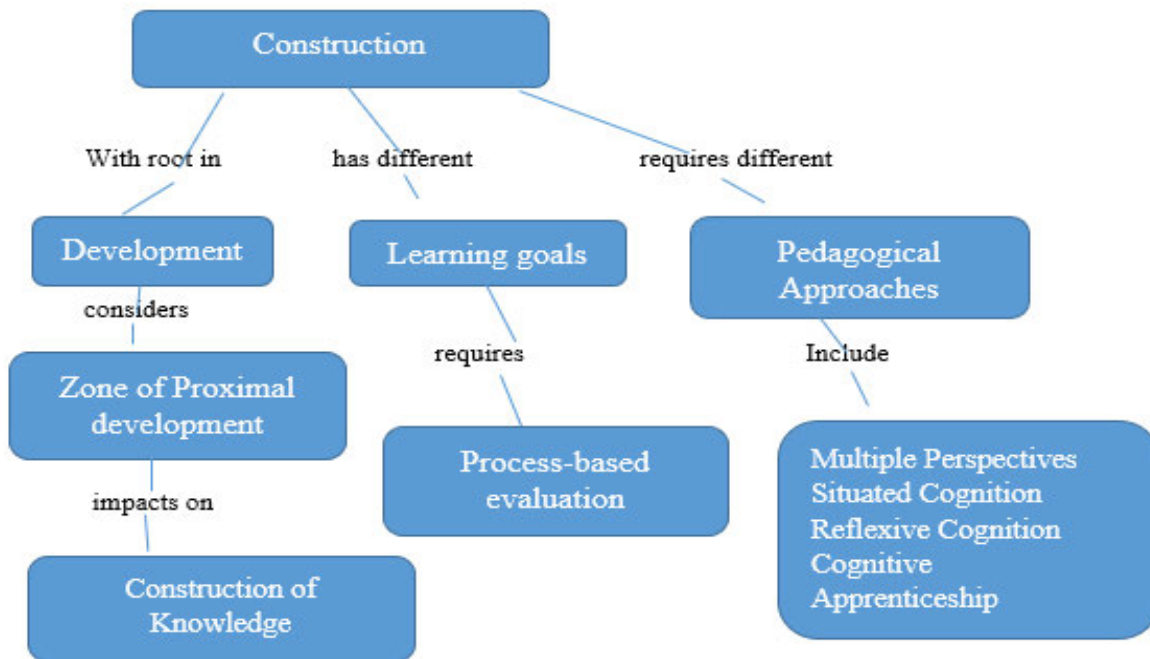 Construction
With root in
has different
requires different
Development
Learning goals
Pedagogical
Approaches
considers
requires
Include
Zone of Proximal
development
Process-based
evaluation
Multiple Perspectives
Situated Cognition
Reflexive Cognition
Cognitive
Apprenticeship
impacts on
Construction of
Knowledge